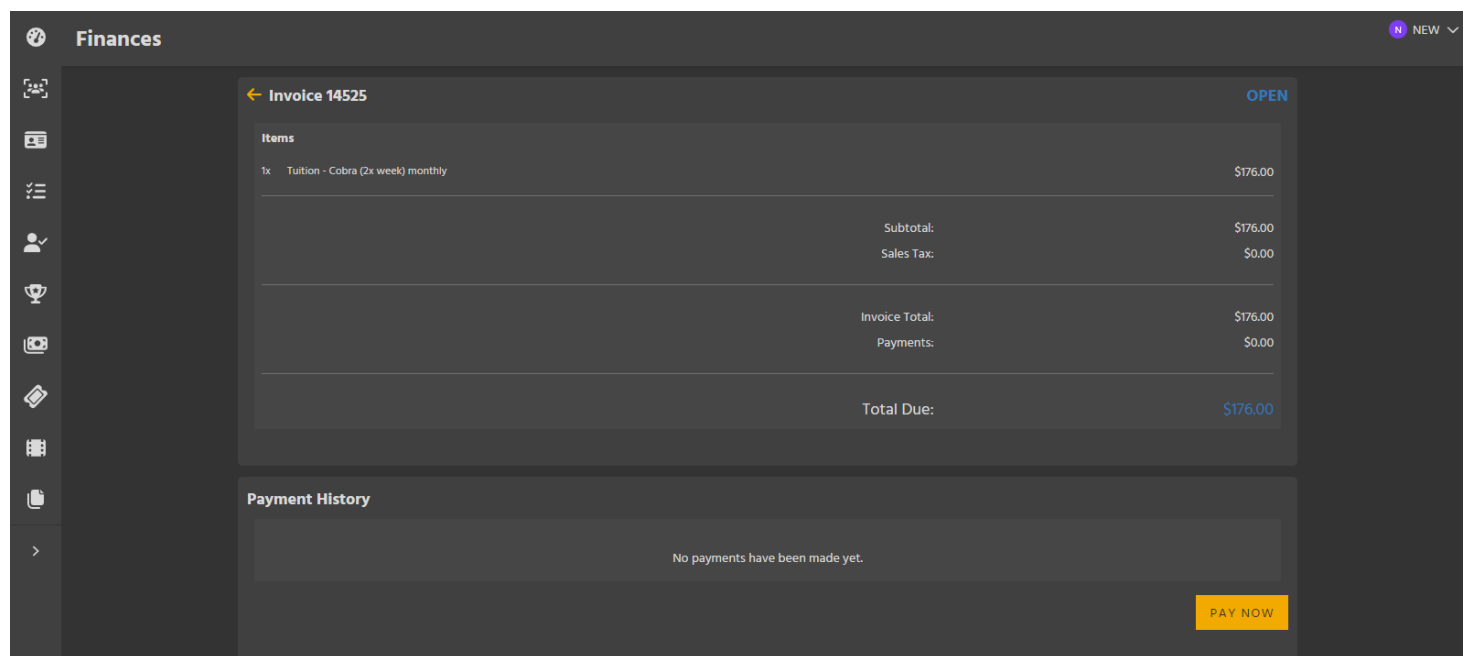 Finances
N NEW
Invoice 14525 OPEN
Items
1x Tuition - Cobra (2x week) monthly $176.00
Subtotal: $176.00
Sales Tax: $0.00
Invoice Total: $176.00
Payments: $0.00
Total Due: $176.00
Payment History
No payments have been made yet.
PAY NOW